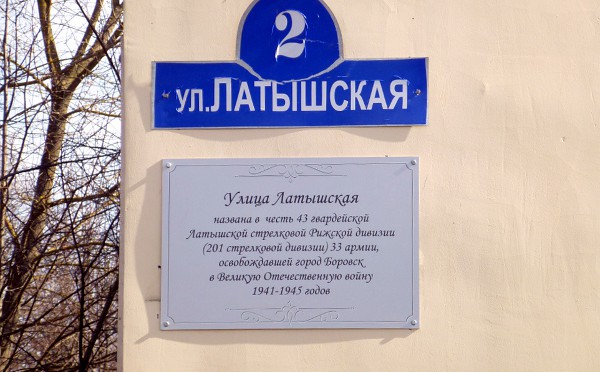 2
ул.ЛАТЫШСКАЯ
Улица Латышская
названа в честь 43 гвардейской
Латышской стрелковой Рижской дивизии
(201 стрелковой дивизии) 33 армии,
освобождавшей город Боровск
в Великую Отечественную войну
1941-1945 годов